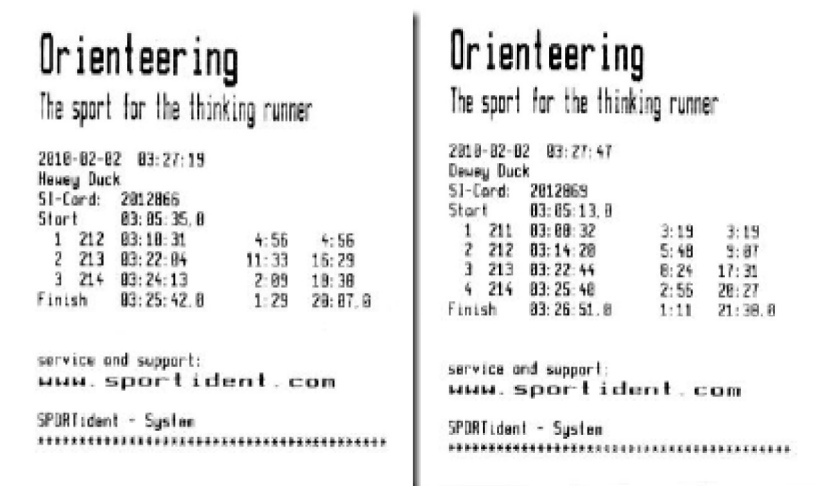 Orienteering
The sport for the thinking runner
2010-02-02 03:27:19
Hewey Duck
SI-Card: 2012866
Start 03:05:35,0
1 212 03:10:31 4:56 4:56
2 213 03:22:04 11:33 16:29
3 214 03:24:13 2:09 18:38
Finish 03:25:42.0 1:29 20:07.0
service and support:
www.sportident.com
SPORTident - System
Orienteering
The sport for the thinking runner
2010-02-02 03:27:47
Dewey Duck
SI-Card: 2012869
Start 03:05:13,0
1 211 03:08:32 3:19 3:19
2 212 03:14:20 5:48 9:07
3 213 03:22:44 8:24 17:31
4 214 03:25:40 2:56 20:27
Finish 03:26:51.0 1:11 21:38.0
service and support:
www.sportident.com
SPORTident - System